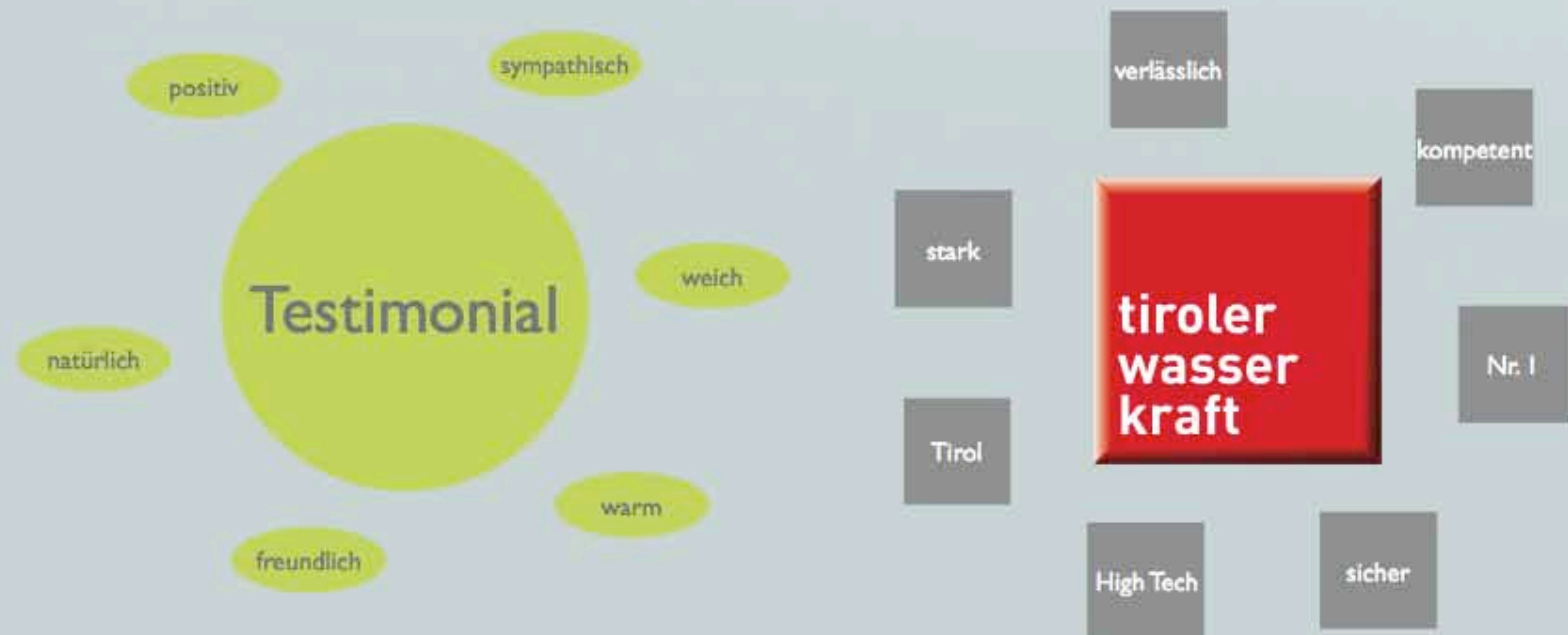 positiv
sympathisch
Testimonial
weich
natürlich
warm
freundlich
verlässlich
kompetent
stark
tiroler
wasser
kraft
Nr. 1
Tirol
High Tech
sicher